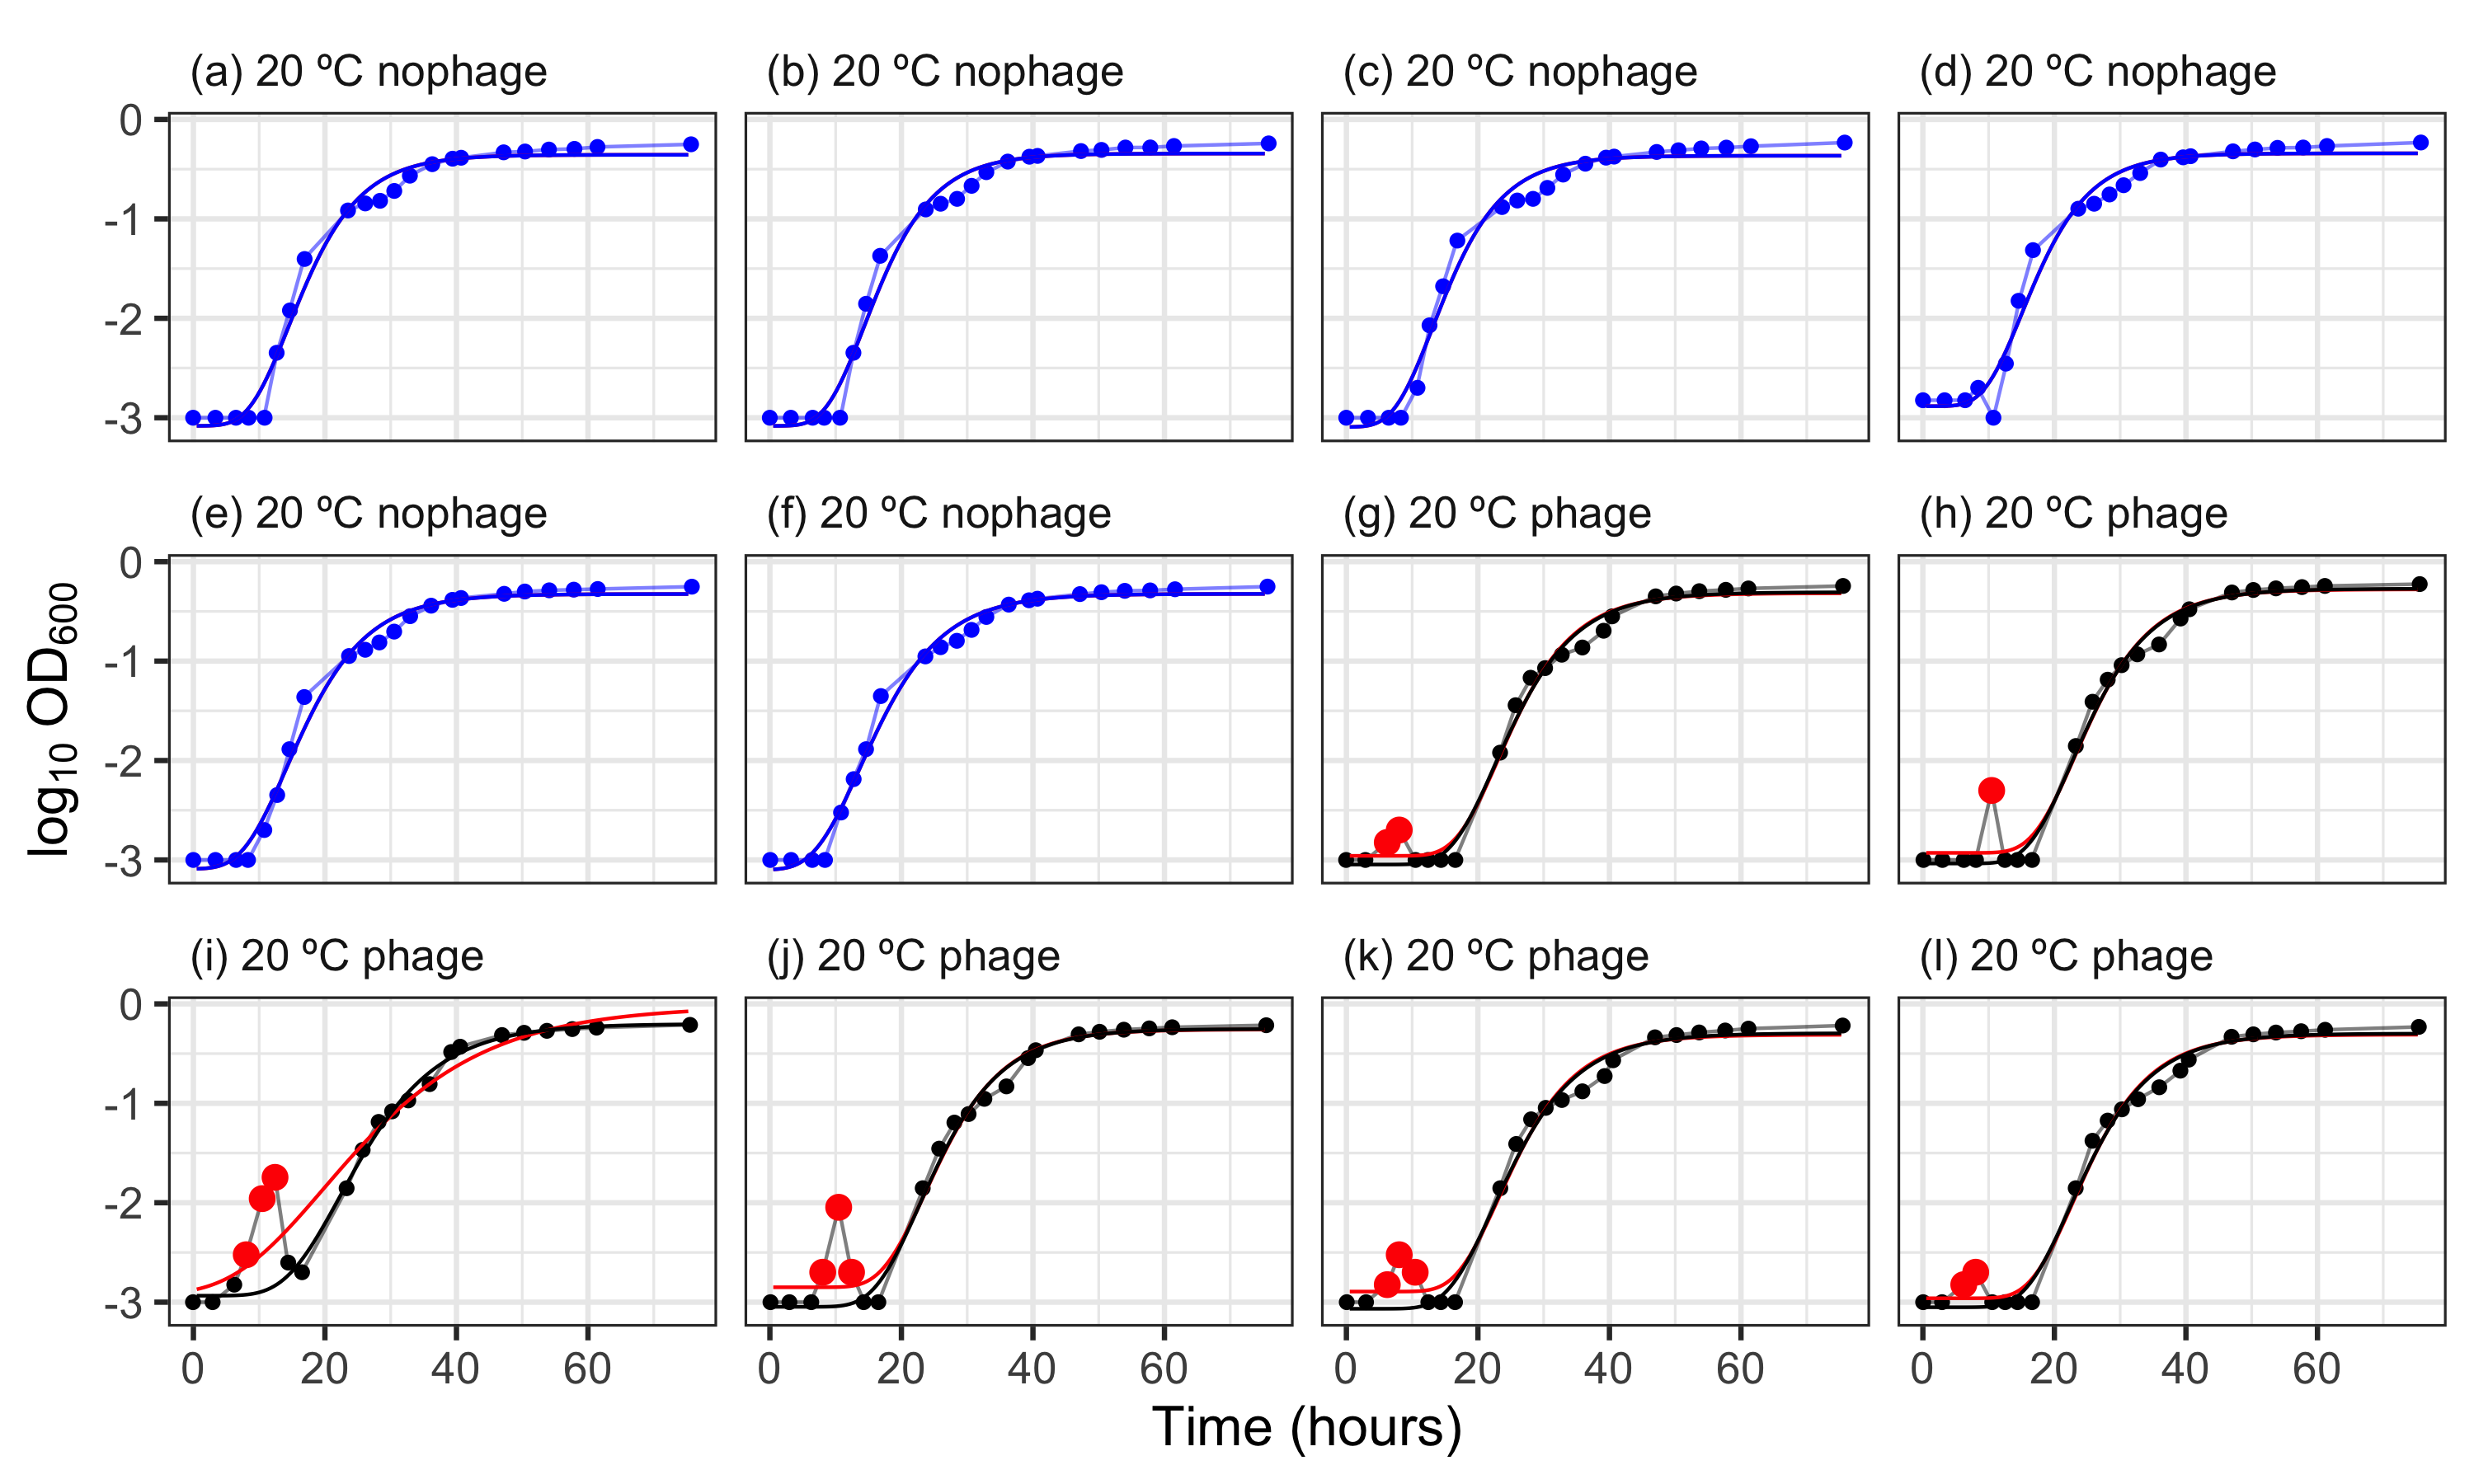 (a) 20 ºC nophage
(b) 20 ºC nophage
(c) 20 ºC nophage
(d) 20 ºC nophage
0
-1
-2
-3
(e) 20 ºC nophage
(f) 20 ºC nophage
(g) 20 ºC phage
(h) 20 ºC phage
0
-1
-2
-3
log10 OD600
(i) 20 ºC phage
(j) 20 ºC phage
(k) 20 ºC phage
(l) 20 ºC phage
0
-1
-2
-3
0 20 40 60
0 20 40 60
0 20 40 60
0 20 40 60
Time (hours)